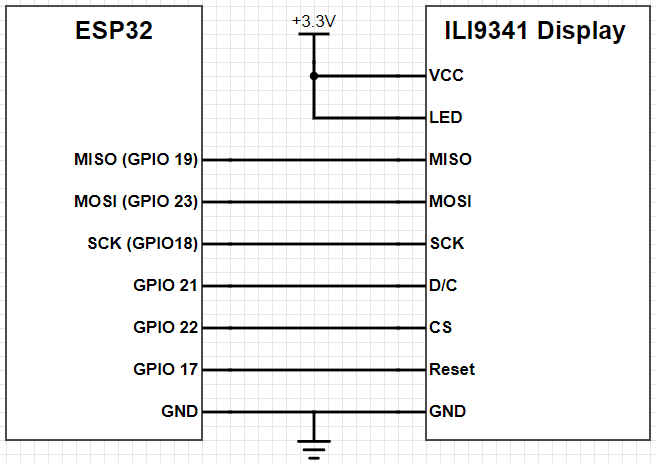 ESP32
+3.3V
ILI9341 Display
VCC
LED
MISO (GPIO 19)
MISO
MOSI (GPIO 23)
MOSI
SCK (GPIO18)
SCK
GPIO 21
D/C
GPIO 22
CS
GPIO 17
Reset
GND
GND